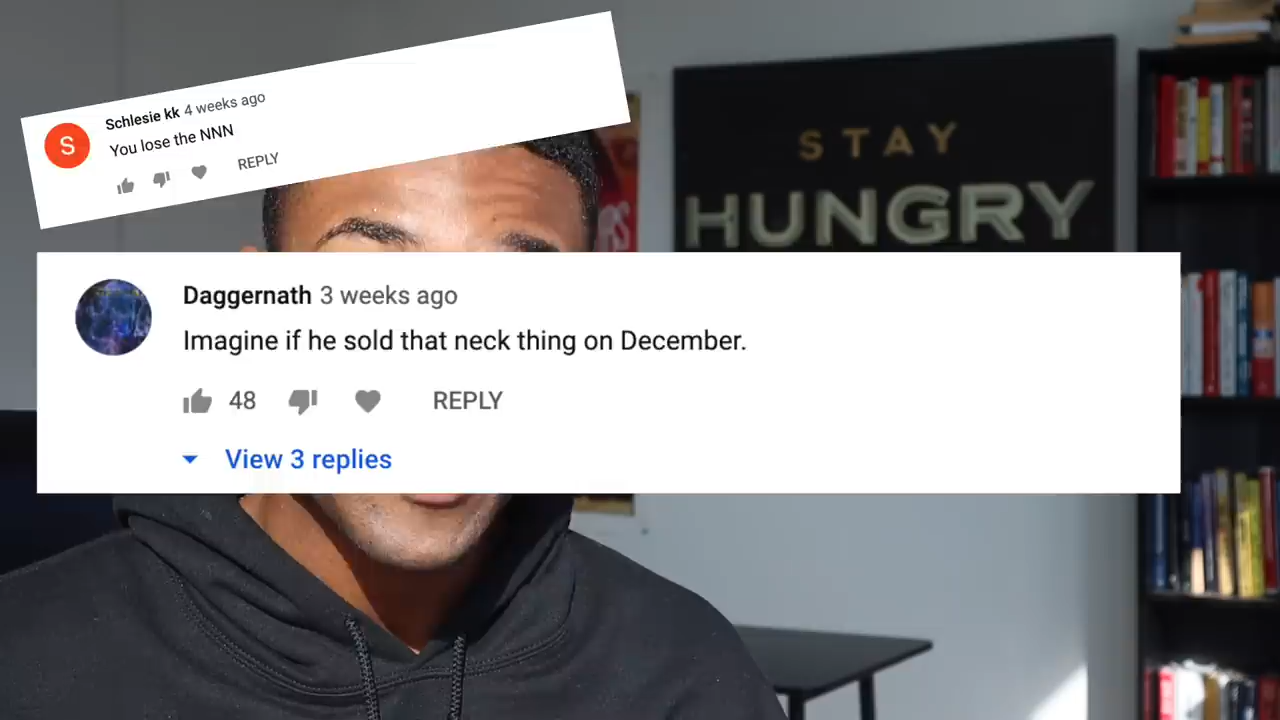 Schlesie kk 4 weeks ago
You lose the NNN
REPLY
S
STAY
HUNGRY
Daggernath 3 weeks ago
Imagine if he sold that neck thing on December.
48 REPLY
View 3 replies